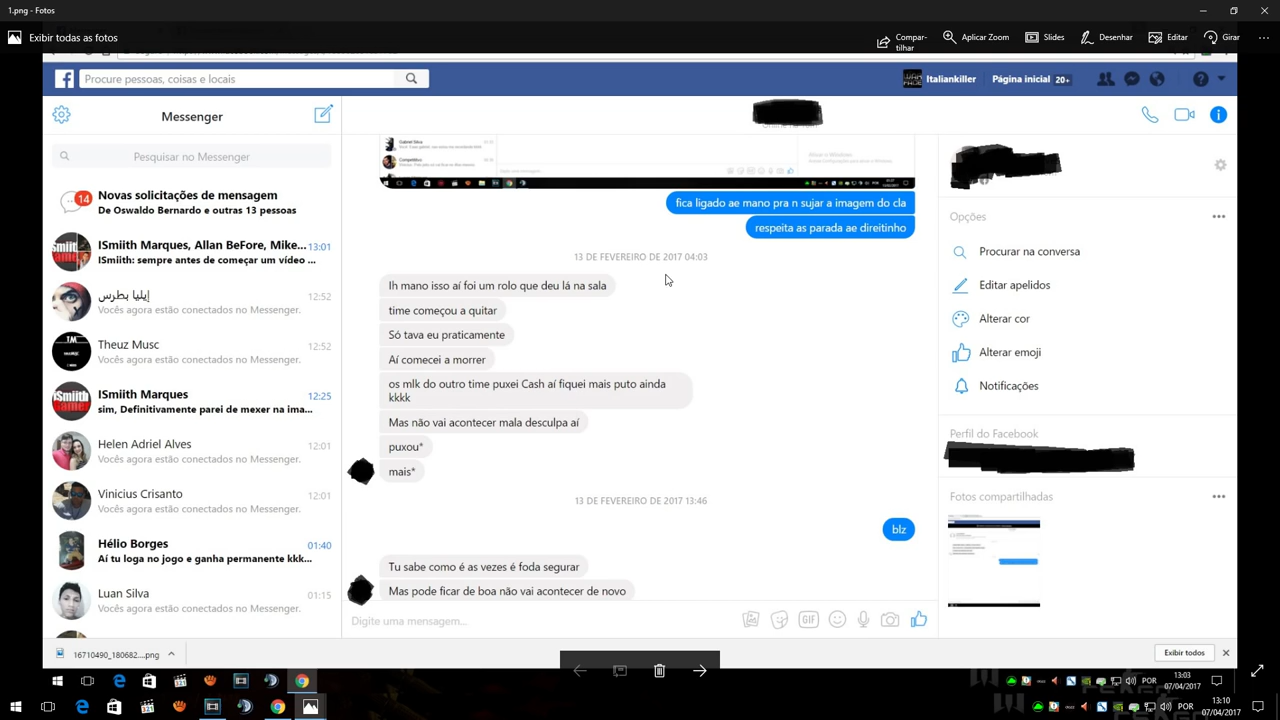 1.png - Fotos
Exibir todas as fotos
Compar-
tilhar
Aplicar Zoom
Slides
Desenhar
Editar
Girar
Procure pessoas, coisas e locais
Italiankiller
Página inicial 20+
Messenger
Pesquisar no Messenger
Novas solicitações de mensagem
14
De Oswaldo Bernardo e outras 13 pessoas
ISmiith Marques, Allan BeFore, Mike... 13:01
ISmiith: sempre antes de começar um vídeo ...
إيليا بطرس 12:52
Vocês agora estão conectados no Messenger.
Theuz Musc 12:52
Vocês agora estão conectados no Messenger.
ISmiith Marques 12:25
sim, Definitivamente parei de mexer na ima...
Helen Adriel Alves 12:01
Vocês agora estão conectados no Messenger.
Vinicius Crisanto 12:01
Vocês agora estão conectados no Messenger.
Hélio Borges 01:40
Aí tu loga no jogo e ganha permanente kkk...
Luan Silva 01:15
Vocês agora estão conectados no Messenger.
Gabriel Silva
fica ligado ae mano pra n sujar a imagem do cla
respeita as parada ae direitinho
13 DE FEVEREIRO DE 2017 04:03
Ih mano isso aí foi um rolo que deu lá na sala
time começou a quitar
Só tava eu praticamente
Aí comecei a morrer
os mlk do outro time puxei Cash aí fiquei mais puto ainda
kkkk
Mas não vai acontecer mala desculpa aí
puxou*
mais*
13 DE FEVEREIRO DE 2017 13:46
blz
Tu sabe como é as vezes é foda segurar
Mas pode ficar de boa não vai acontecer de novo
Digite uma mensagem...
GIF
Opções
Procurar na conversa
Editar apelidos
Alterar cor
Alterar emoji
Notificações
Perfil do Facebook
Fotos compartilhadas
16710490_180682....png
Exibir todos
POR
13:03
07/04/2017
POR
13:10
07/04/2017